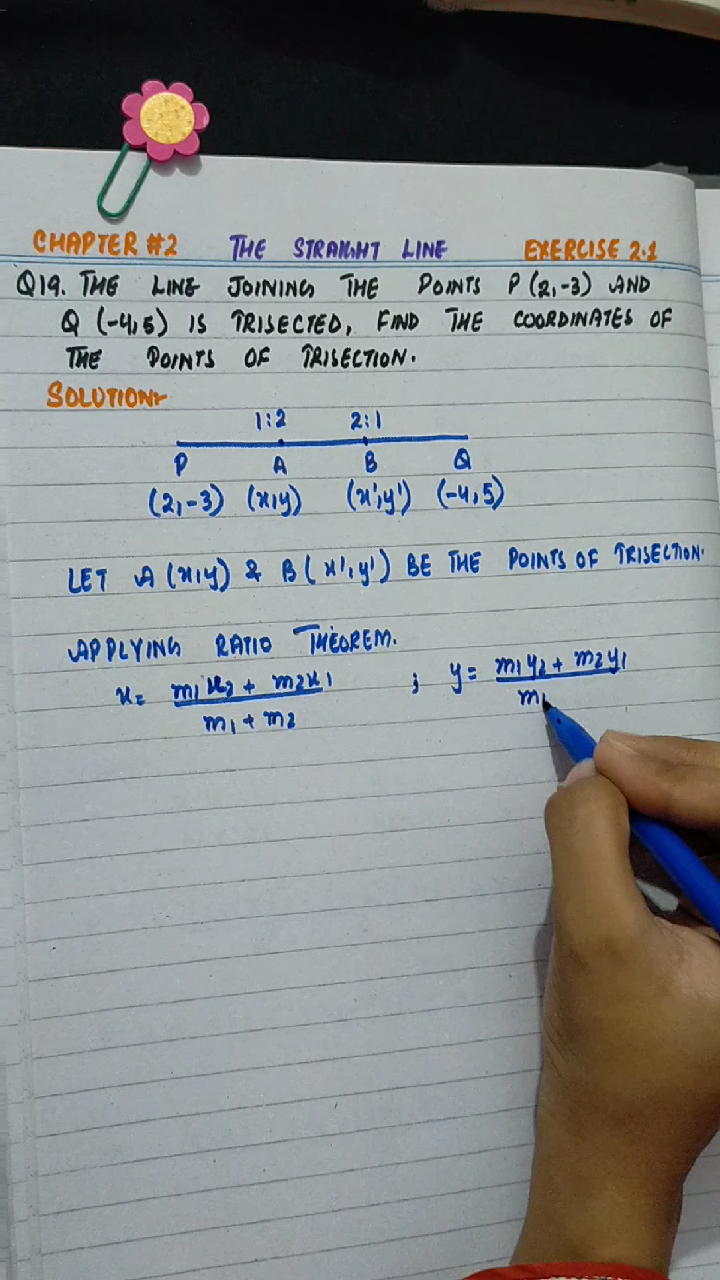 CHAPTER #2 THE STRAIGHT LINE EXERCISE 2.1
Q19. THE LINE JOINING THE POINTS P (2,-3) AND
Q (-4,5) IS TRISECTED, FIND THE COORDINATES OF
THE POINTS OF TRISECTION.
SOLUTION:-
1:2 2:1
P A B Q
(2,-3) (x,y) (x',y') (-4,5)
LET A (x,y) & B (x',y') BE THE POINTS OF TRISECTION.
APPLYING RATIO THEOREM.
x = m₁x₂ + m₂x₁ / m₁ + m₂ ; y = m₁y₂ + m₂y₁ / m₁